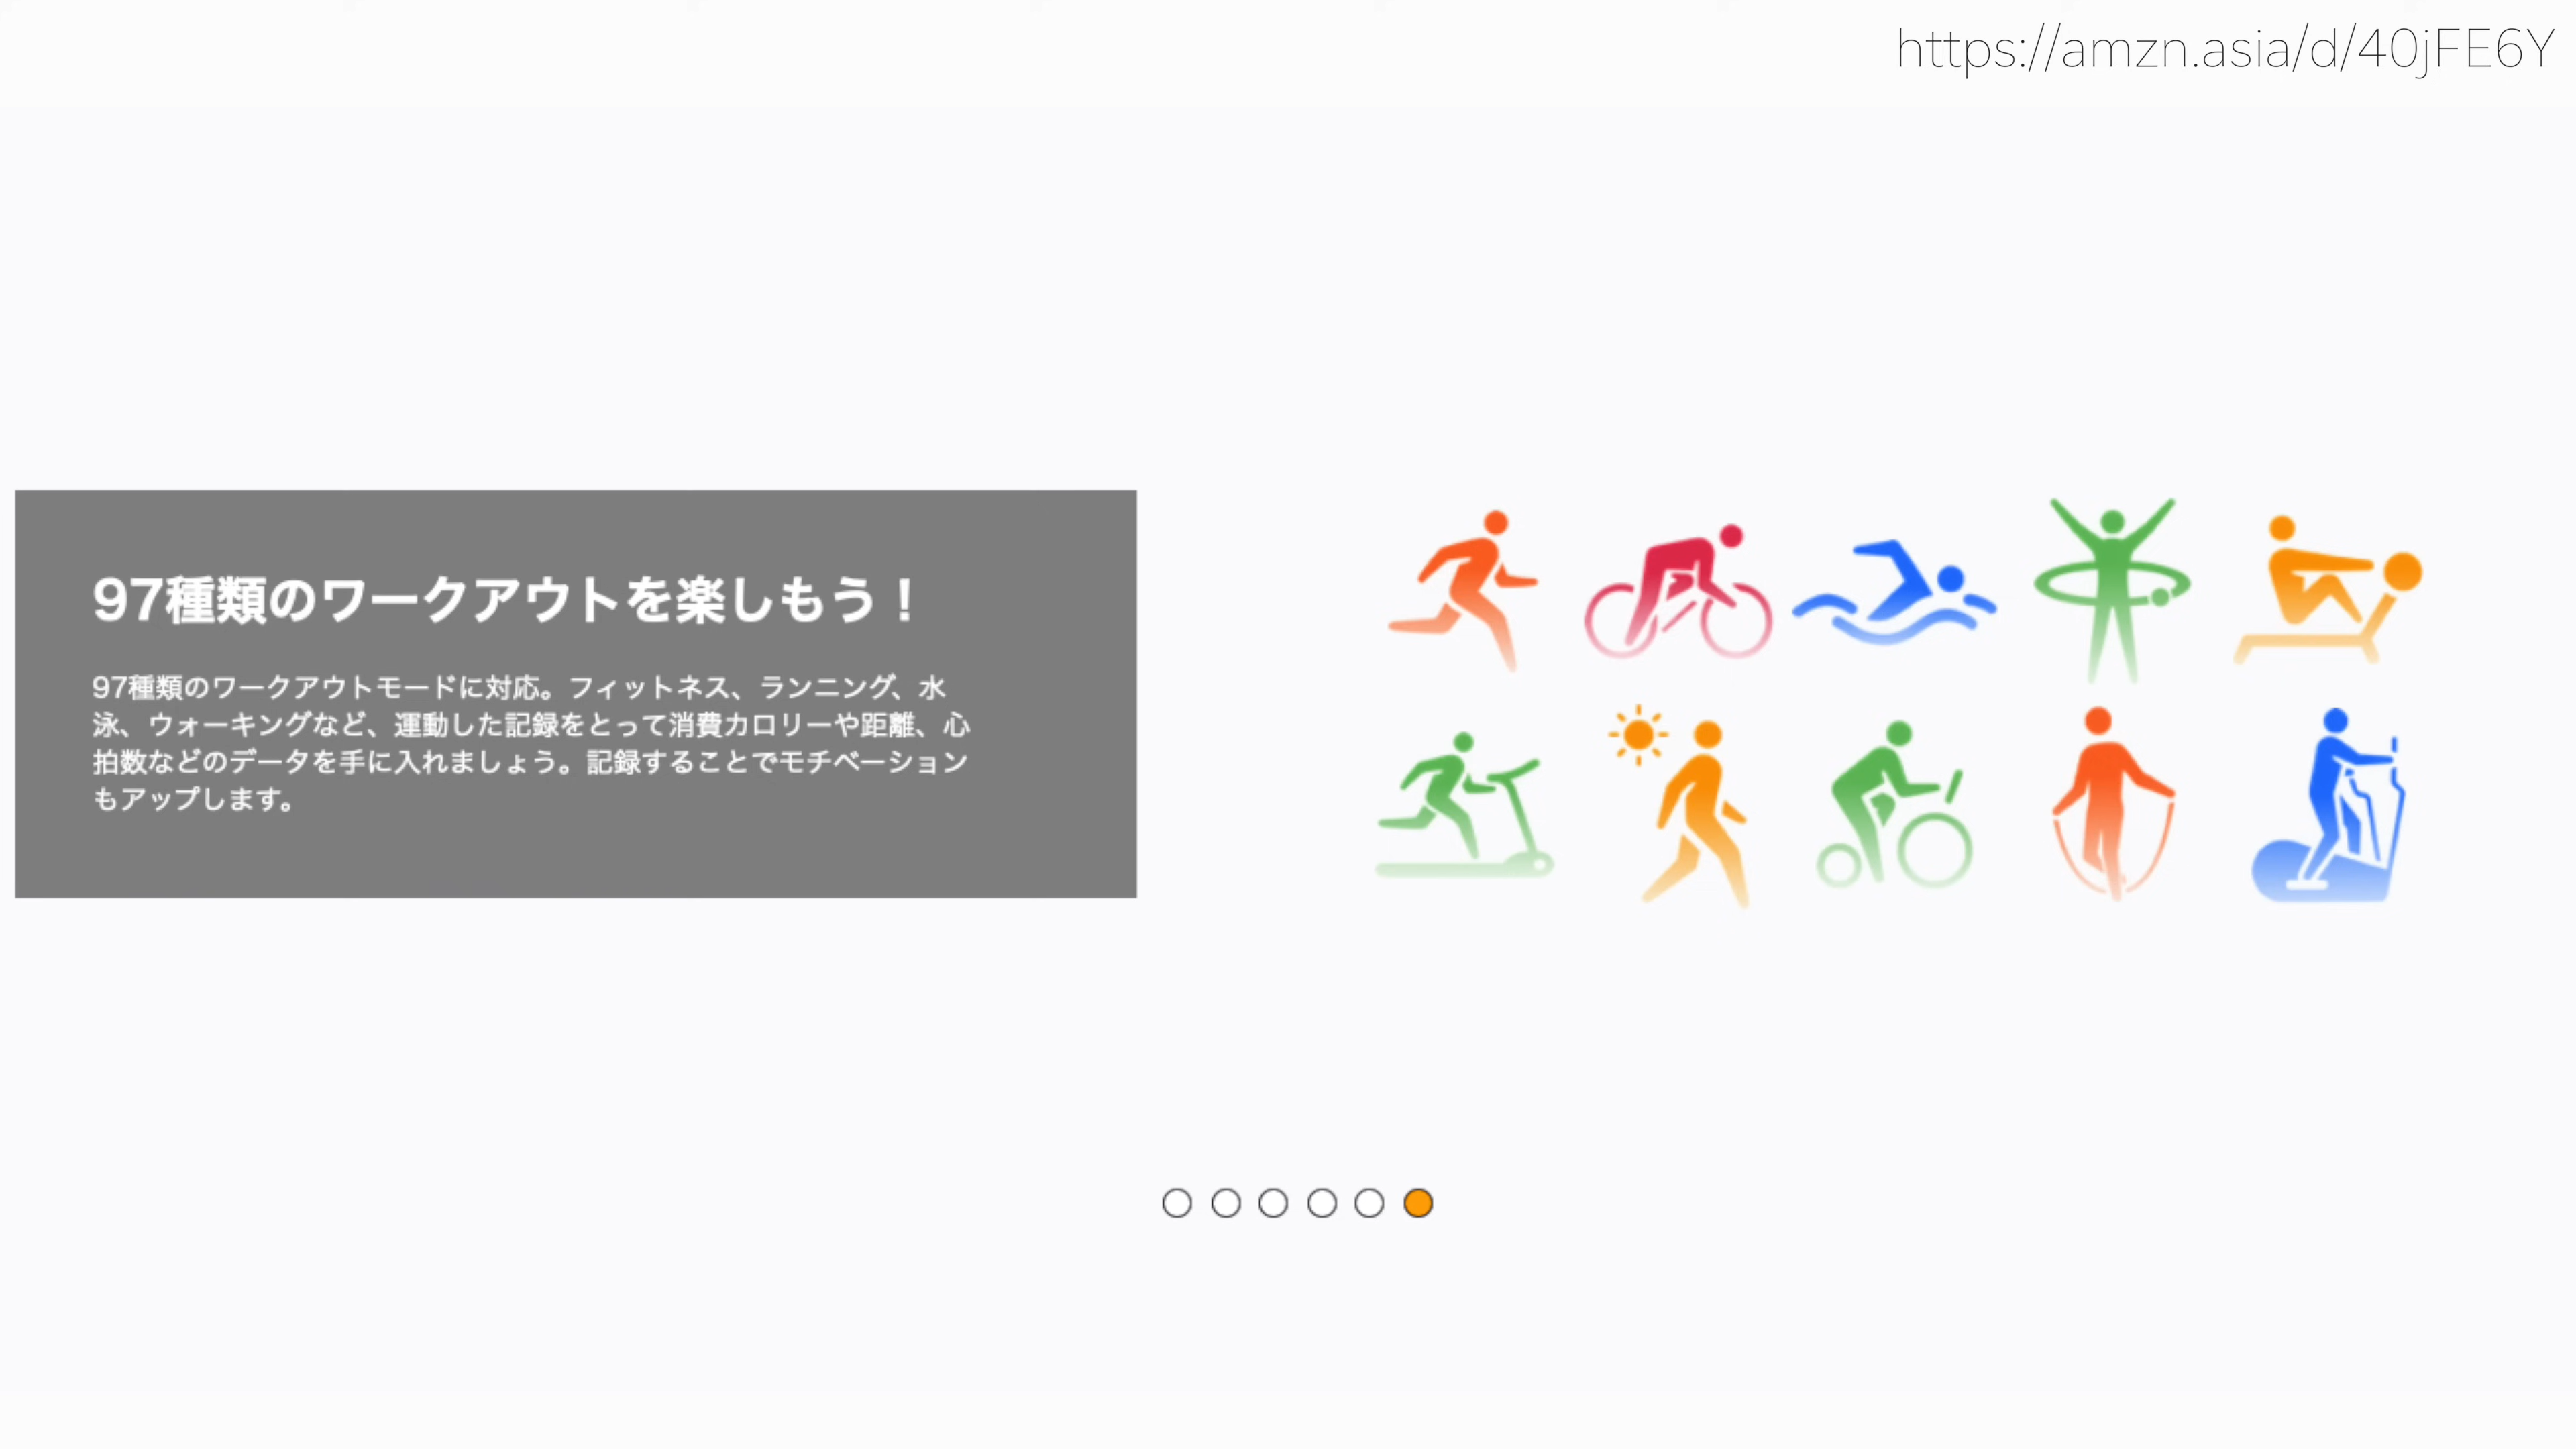 https://amzn.asia/d/40jFE6Y
97種類のワークアウトを楽しもう！
97種類のワークアウトモードに対応。フィットネス、ランニング、水
泳、ウォーキングなど、運動した記録をとって消費カロリーや距離、心
拍数などのデータを手に入れましょう。記録することでモチベーション
もアップします。